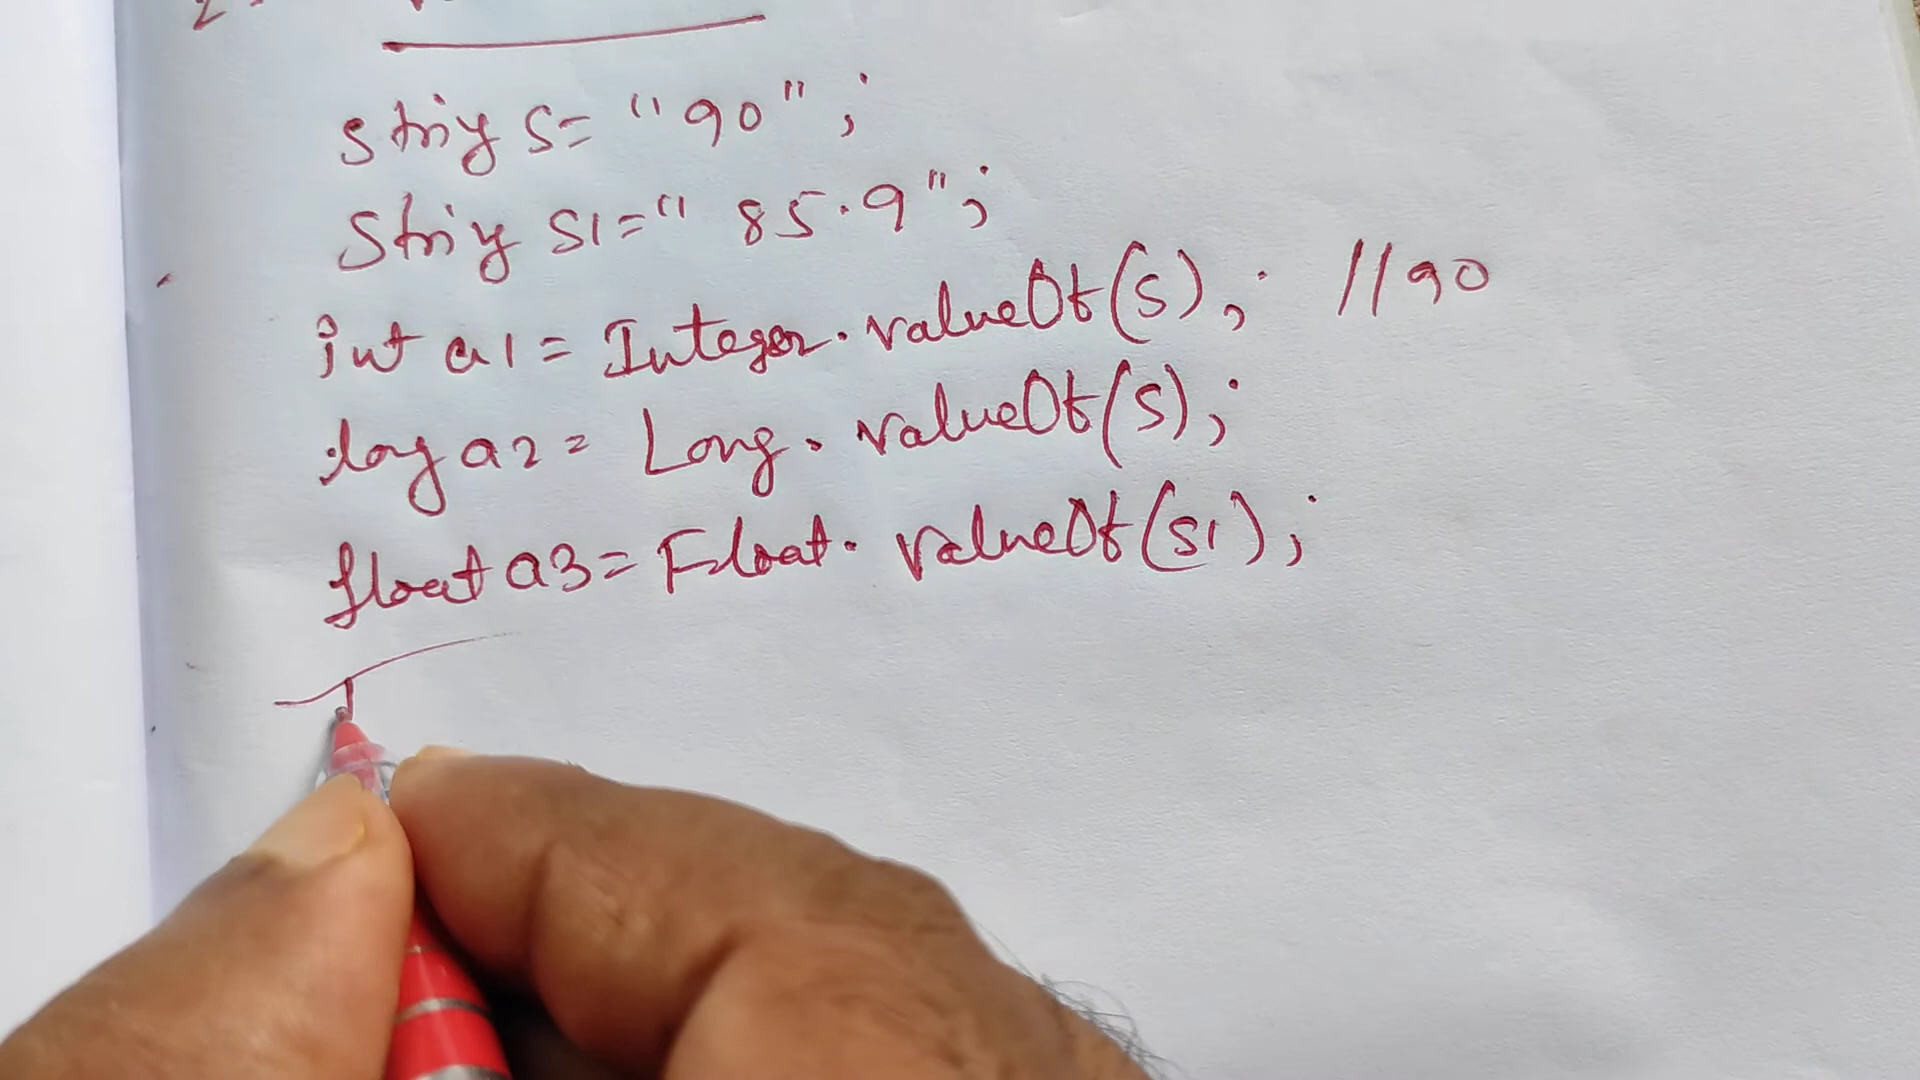 String s = "90";
String s1 = "85.9";
int a1 = Integer.valueOf(s); //90
long a2 = Long.valueOf(s);
float a3 = Float.valueOf(s1);